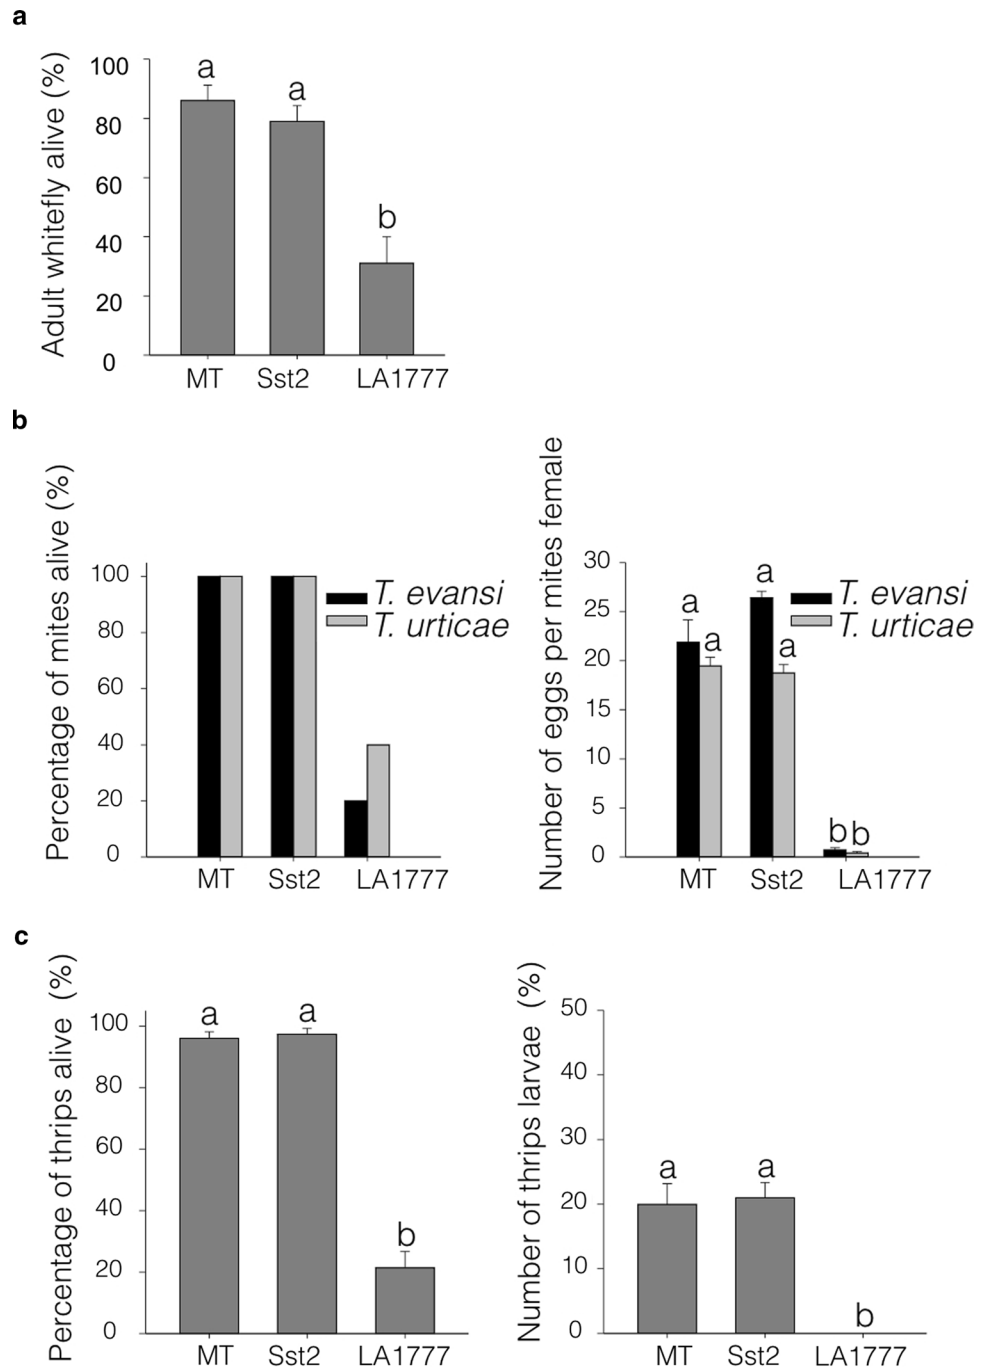 a
Adult whitefly alive (%)
100
80
60
40
20
0
a
a
b
MT Sst2 LA1777
b
Percentage of mites alive (%)
100
80
60
40
20
0
T. evansi
T. urticae
MT Sst2 LA1777
Number of eggs per mites female
30
25
20
15
10
5
0
a
a
a
a
b b
T. evansi
T. urticae
MT Sst2 LA1777
c
Percentage of thrips alive (%)
100
80
60
40
20
0
a
a
b
MT Sst2 LA1777
Number of thrips larvae (%)
50
40
30
20
10
0
a
a
b
MT Sst2 LA1777